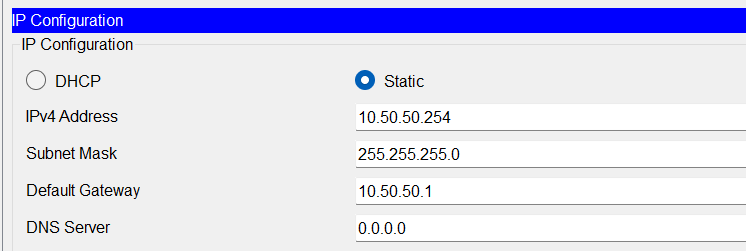 IP Configuration
IP Configuration
DHCP Static
IPv4 Address 10.50.50.254
Subnet Mask 255.255.255.0
Default Gateway 10.50.50.1
DNS Server 0.0.0.0